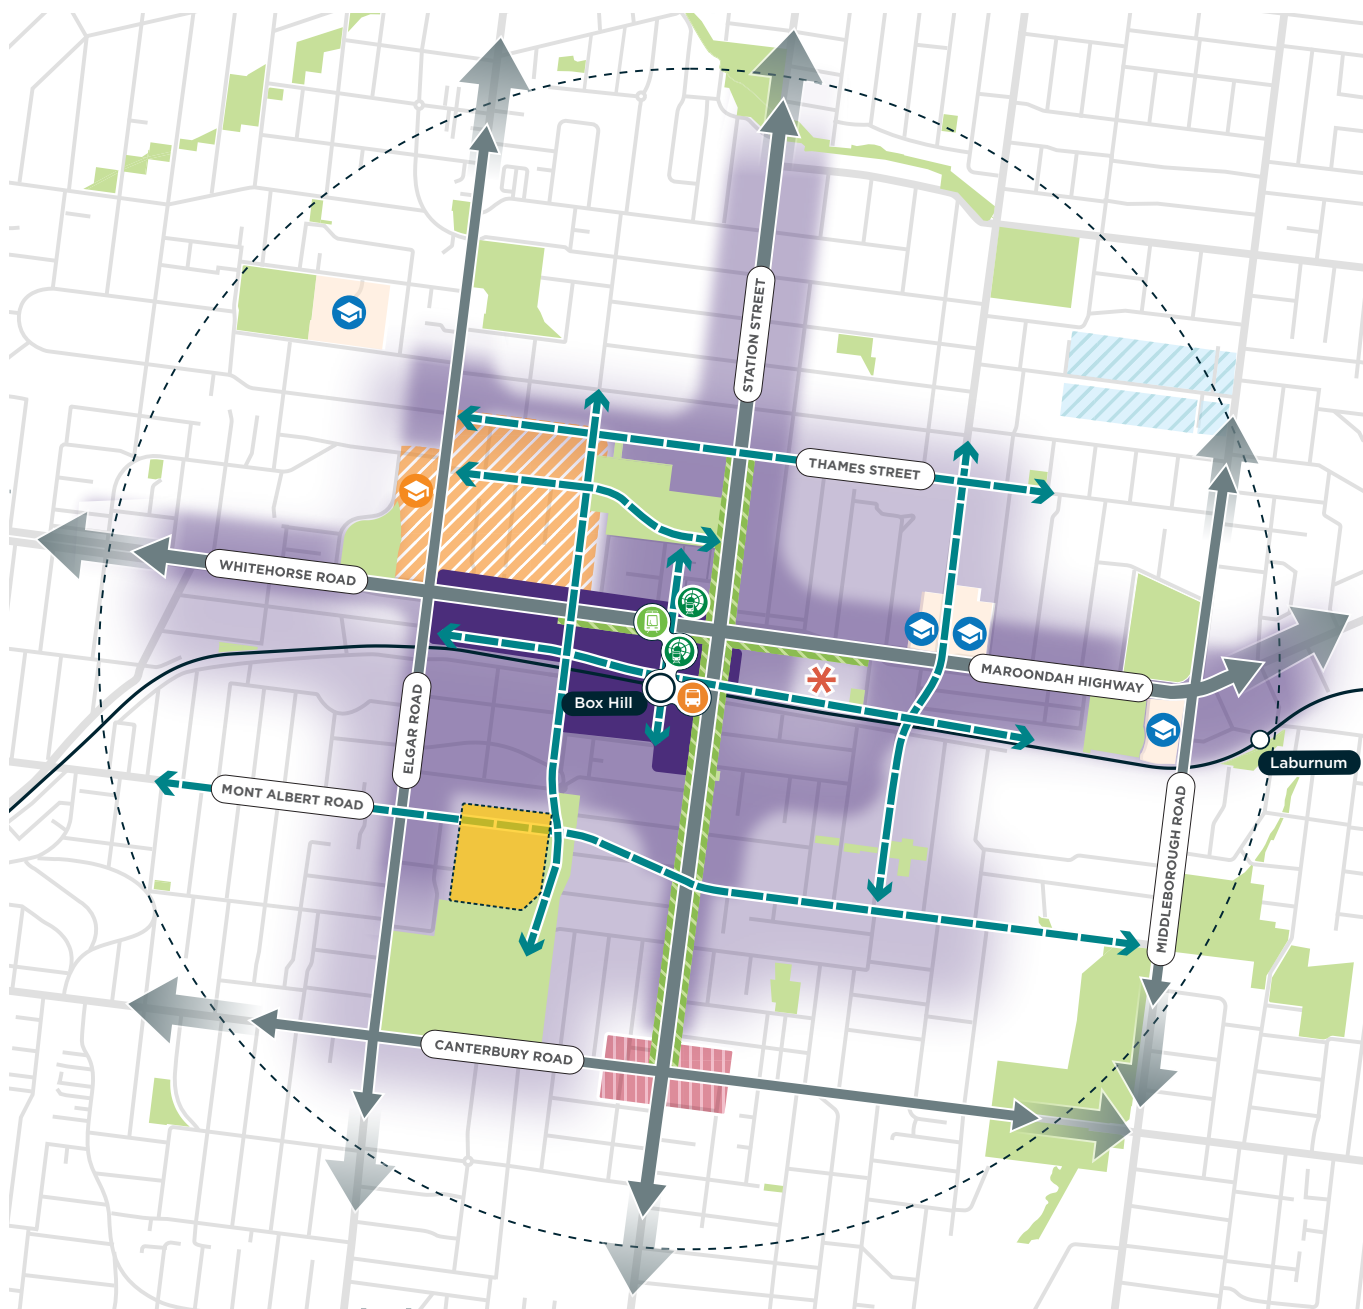 STATION STREET
THAMES STREET
WHITEHORSE ROAD
MAROONDAH HIGHWAY
Box Hill
ELGAR ROAD
Laburnum
MONT ALBERT ROAD
MIDDLEBOROUGH ROAD
CANTERBURY ROAD